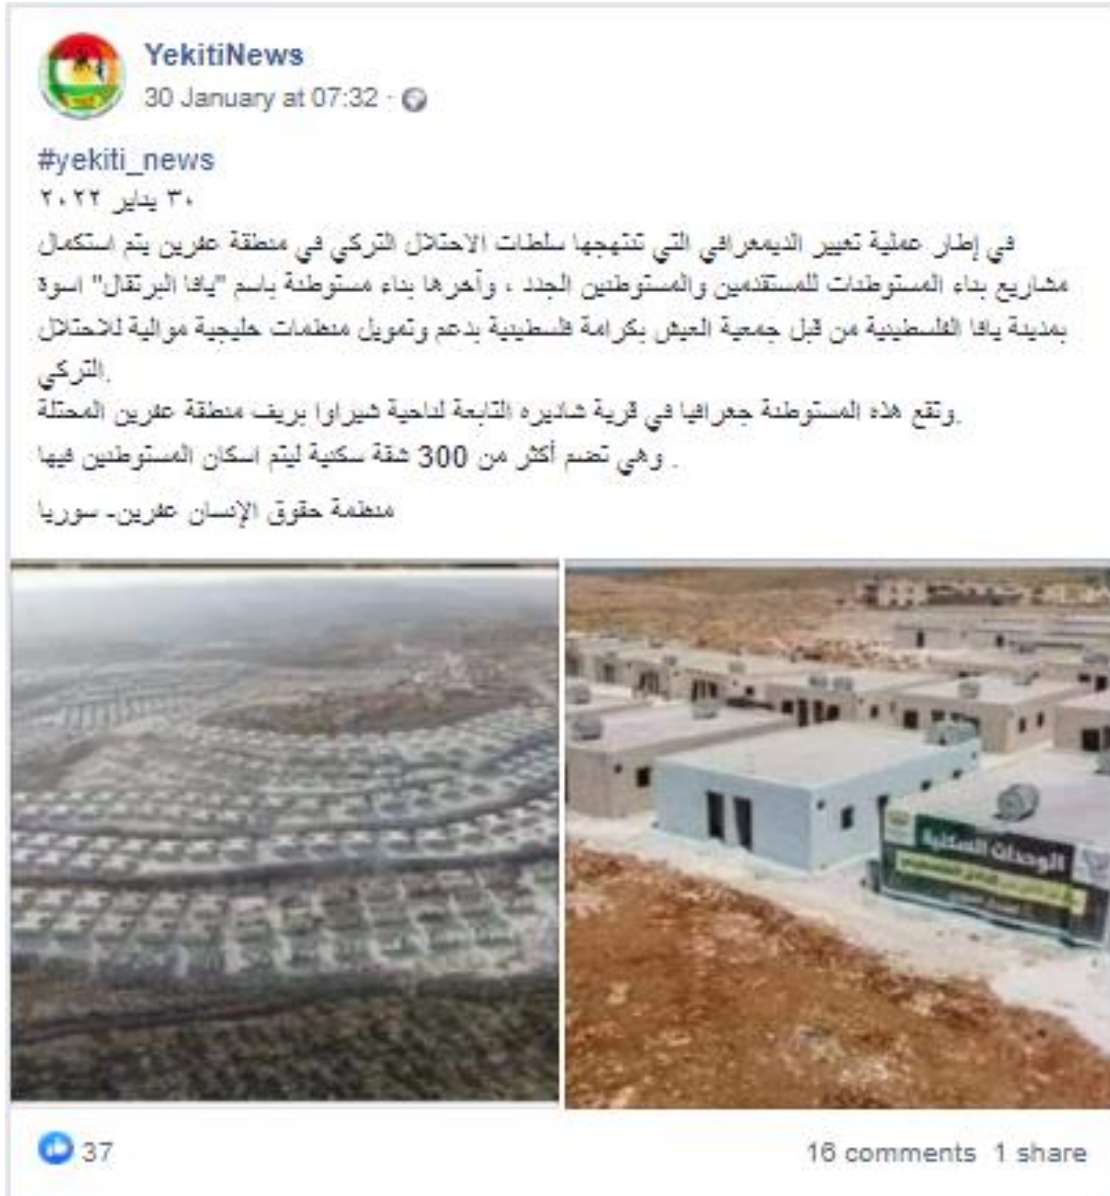 YekitiNews
30 January at 07:32 ·
#yekiti_news
٣٠ يناير ٢٠٢٢
في إطار عملية تغيير الديمغرافي التي تنتهجها سلطات الاحتلال التركي في منطقة عفرين يتم استكمال
مشاريع بناء المستوطنات للمستقدمين والمستوطنين الجدد ، وآخرها بناء مستوطنة باسم "يافا البرتقال" اسوة
بمدينة يافا الفلسطينية من قبل جمعية العيش بكرامة فلسطينية بدعم وتمويل منظمات خليجية موالية للاحتلال
التركي.
وتقع هذه المستوطنة جغرافيا في قرية شاديره التابعة لناحية شيراوا بريف منطقة عفرين المحتلة.
وهي تضم أكثر من 300 شقة سكنية ليتم اسكان المستوطنين فيها .
منظمة حقوق الإنسان عفرين- سوريا
الوحدات السكنية
37
16 comments 1 share